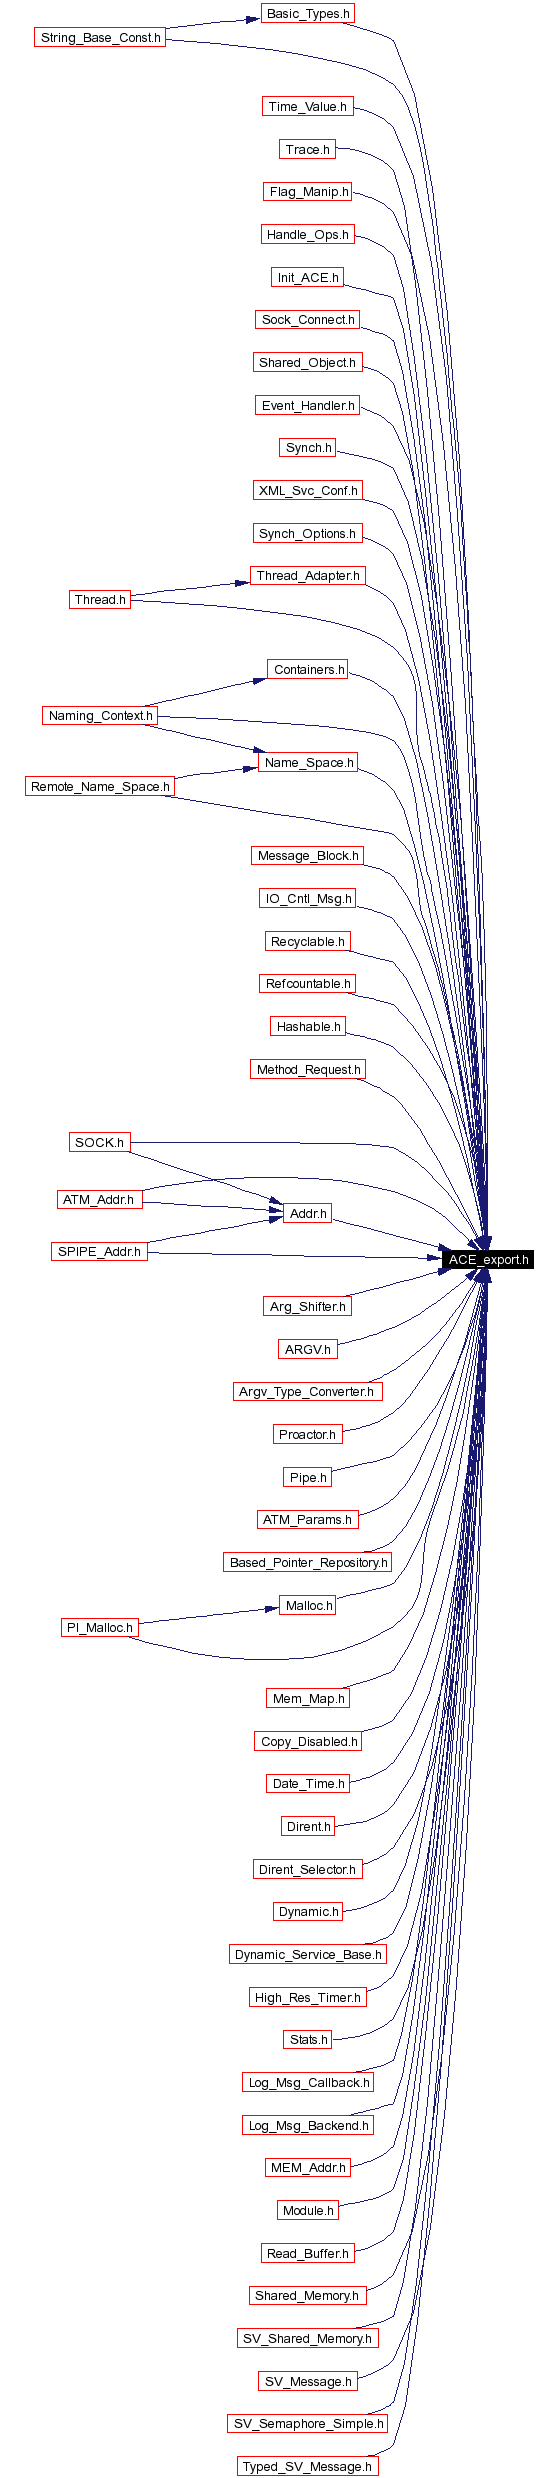 Basic_Types.h
String_Base_Const.h
Time_Value.h
Trace.h
Flag_Manip.h
Handle_Ops.h
Init_ACE.h
Sock_Connect.h
Shared_Object.h
Event_Handler.h
Synch.h
XML_Svc_Conf.h
Synch_Options.h
Thread_Adapter.h
Thread.h
Containers.h
Naming_Context.h
Name_Space.h
Remote_Name_Space.h
Message_Block.h
IO_Cntl_Msg.h
Recyclable.h
Refcountable.h
Hashable.h
Method_Request.h
SOCK.h
ATM_Addr.h
Addr.h
SPIPE_Addr.h
ACE_export.h
Arg_Shifter.h
ARGV.h
Argv_Type_Converter.h
Proactor.h
Pipe.h
ATM_Params.h
Based_Pointer_Repository.h
Malloc.h
PI_Malloc.h
Mem_Map.h
Copy_Disabled.h
Date_Time.h
Dirent.h
Dirent_Selector.h
Dynamic.h
Dynamic_Service_Base.h
High_Res_Timer.h
Stats.h
Log_Msg_Callback.h
Log_Msg_Backend.h
MEM_Addr.h
Module.h
Read_Buffer.h
Shared_Memory.h
SV_Shared_Memory.h
SV_Message.h
SV_Semaphore_Simple.h
Typed_SV_Message.h